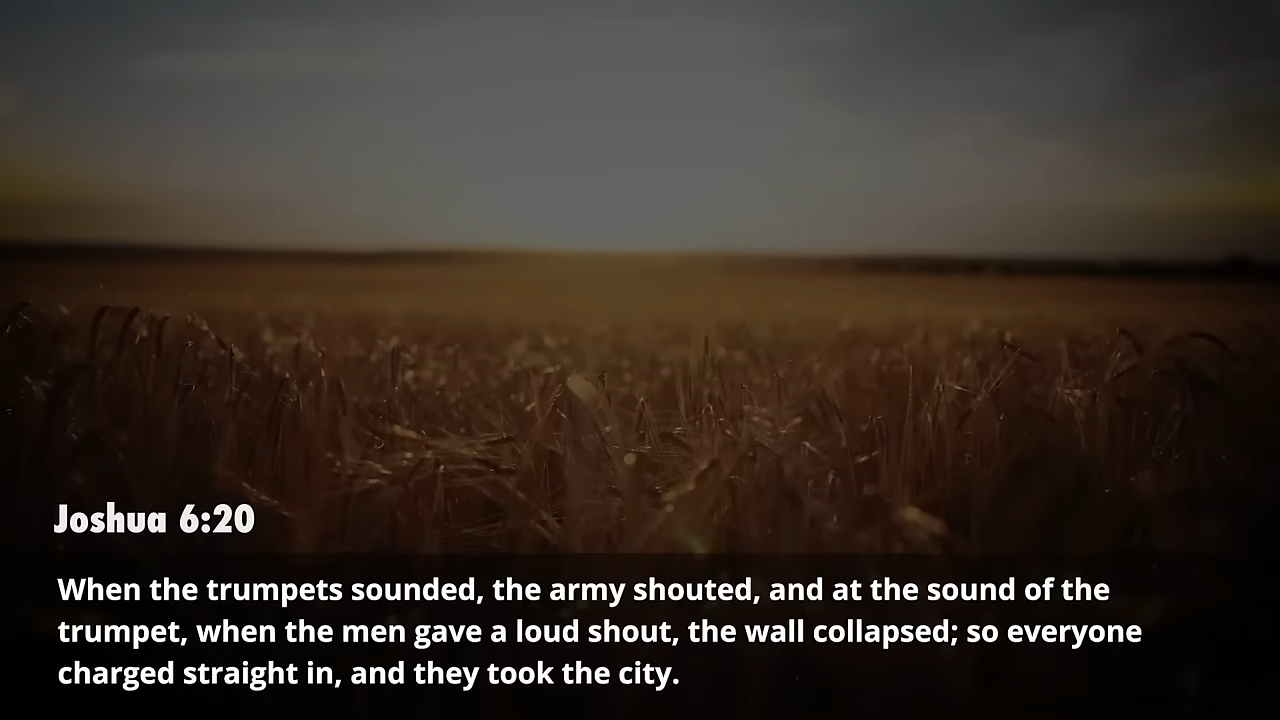 Joshua 6:20
When the trumpets sounded, the army shouted, and at the sound of the
trumpet, when the men gave a loud shout, the wall collapsed; so everyone
charged straight in, and they took the city.